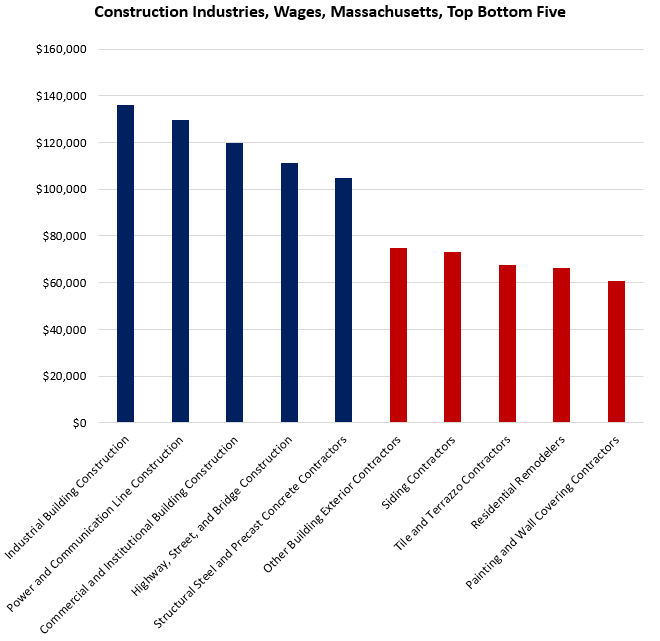 Construction Industries, Wages, Massachusetts, Top Bottom Five
$160,000
$140,000
$120,000
$100,000
$80,000
$60,000
$40,000
$20,000
$0
Industrial Building Construction
Power and Communication Line Construction
Commercial and Institutional Building Construction
Highway, Street, and Bridge Construction
Structural Steel and Precast Concrete Contractors
Other Building Exterior Contractors
Siding Contractors
Tile and Terrazzo Contractors
Residential Remodelers
Painting and Wall Covering Contractors